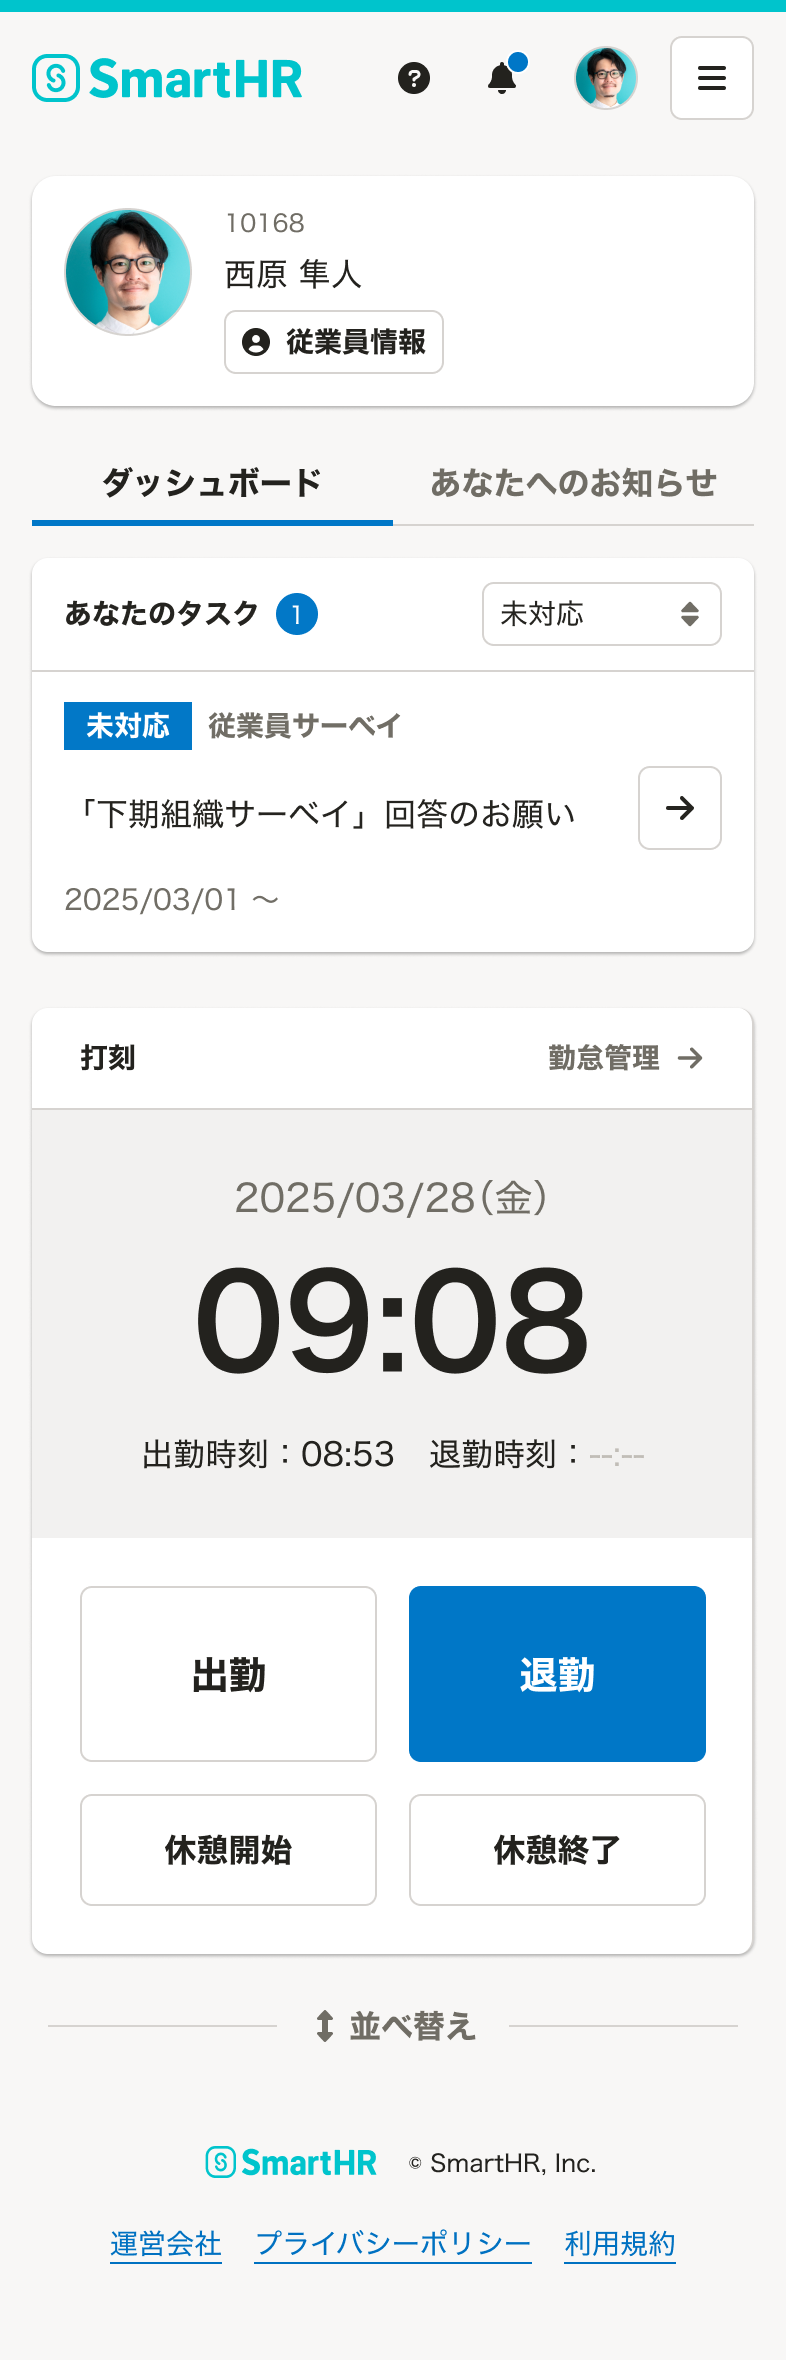 SmartHR
10168
西原 隼人
従業員情報
ダッシュボード あなたへのお知らせ
あなたのタスク 1 未対応
未対応 従業員サーベイ
「下期組織サーベイ」回答のお願い
2025/03/01 〜
打刻 勤怠管理
2025/03/28(金)
09:08
出勤時刻：08:53 退勤時刻：--:--
出勤 退勤
休憩開始 休憩終了
並べ替え
SmartHR © SmartHR, Inc.
運営会社 プライバシーポリシー 利用規約